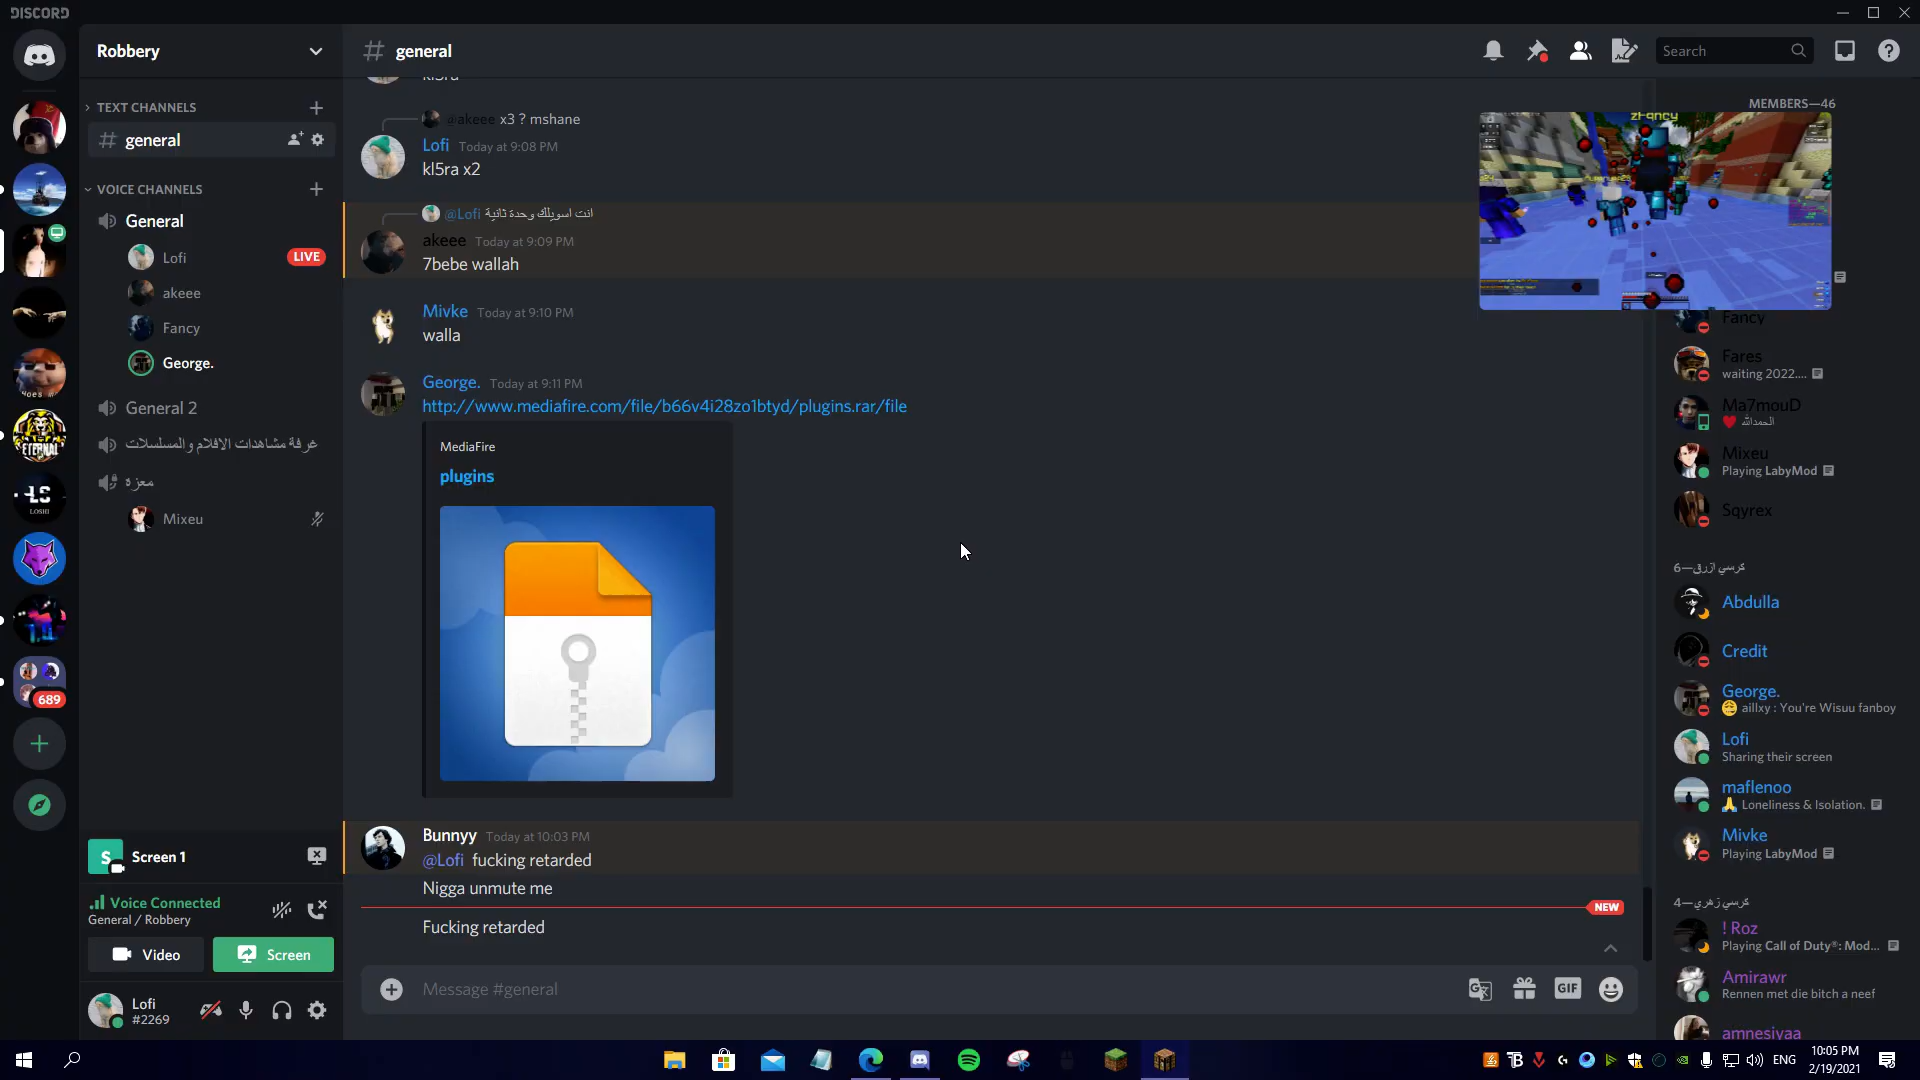 DISCORD
Robbery
general
Search
TEXT CHANNELS
general
VOICE CHANNELS
General
Lofi
LIVE
akeee
Fancy
George.
General 2
غرفة مشاهدات الافلام والمسلسلات
معزه
Mixeu
ETERNAL
LS
LOSHI
689
@akeee x3 ? mshane
Lofi Today at 9:08 PM
kl5ra x2
@Lofi انت اسويلك وحدة ثانية
akeee Today at 9:09 PM
7bebe wallah
Mivke Today at 9:10 PM
walla
George. Today at 9:11 PM
http://www.mediafire.com/file/b66v4i28zo1btyd/plugins.rar/file
MediaFire
plugins
Bunnyy Today at 10:03 PM
@Lofi fucking retarded
Nigga unmute me
NEW
Fucking retarded
Message #general
GIF
MEMBERS—46
zFancy
Fancy
Fares
waiting 2022....
Ma7mouD
الحمدالله
Mixeu
Playing LabyMod
Sqyrex
كرسي ازرق—6
Abdulla
Credit
George.
aillxy : You're Wisuu fanboy
Lofi
Sharing their screen
maflenoo
Loneliness & Isolation.
Mivke
Playing LabyMod
كرسي زهري—4
! Roz
Playing Call of Duty®: Mod...
Amirawr
Rennen met die bitch a neef
amnesiyaa
S
Screen 1
Voice Connected
General / Robbery
Video
Screen
Lofi
#2269
ENG
10:05 PM
2/19/2021